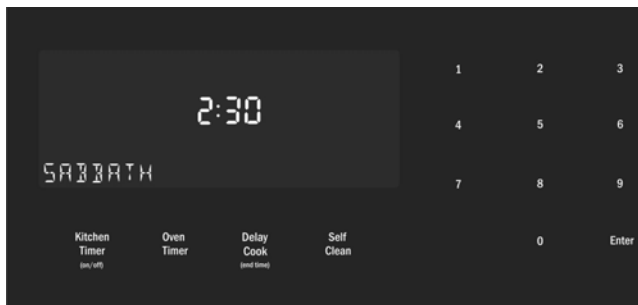 2:30
SABBATH
Kitchen Timer (on/off)
Oven Timer
Delay Cook (end time)
Self Clean
1 2 3
4 5 6
7 8 9
0 Enter